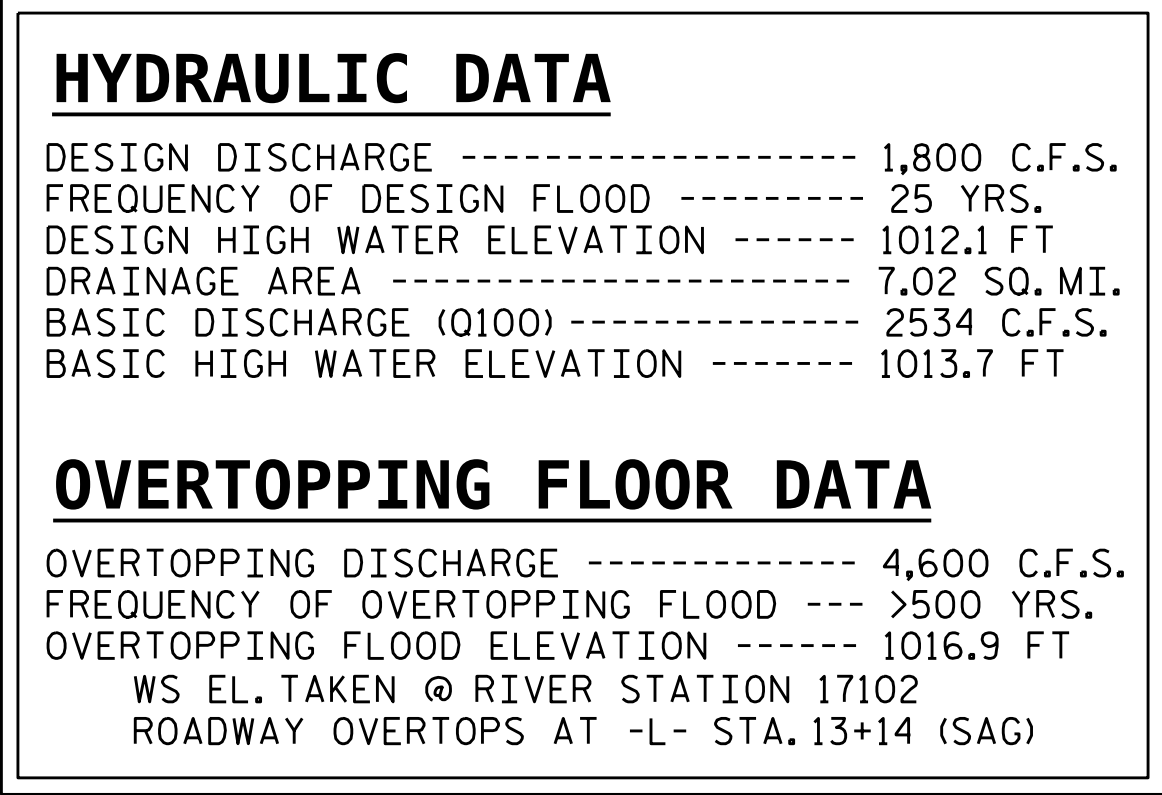 HYDRAULIC DATA
DESIGN DISCHARGE ------------------- 1,800 C.F.S.
FREQUENCY OF DESIGN FLOOD --------- 25 YRS.
DESIGN HIGH WATER ELEVATION ------ 1012.1 FT
DRAINAGE AREA ---------------------- 7.02 SQ. MI.
BASIC DISCHARGE (Q100) -------------- 2534 C.F.S.
BASIC HIGH WATER ELEVATION ------- 1013.7 FT
OVERTOPPING FLOOR DATA
OVERTOPPING DISCHARGE ------------- 4,600 C.F.S.
FREQUENCY OF OVERTOPPING FLOOD --- >500 YRS.
OVERTOPPING FLOOD ELEVATION ------ 1016.9 FT
WS EL. TAKEN @ RIVER STATION 17102
ROADWAY OVERTOPS AT -L- STA. 13+14 (SAG)